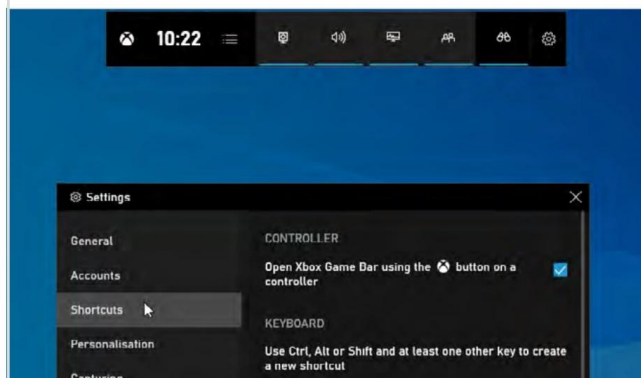 10:22
Settings
General
CONTROLLER
Open Xbox Game Bar using the button on a
controller
Accounts
Shortcuts
KEYBOARD
Personalisation
Use Ctrl, Alt or Shift and at least one other key to create
a new shortcut
Capturing